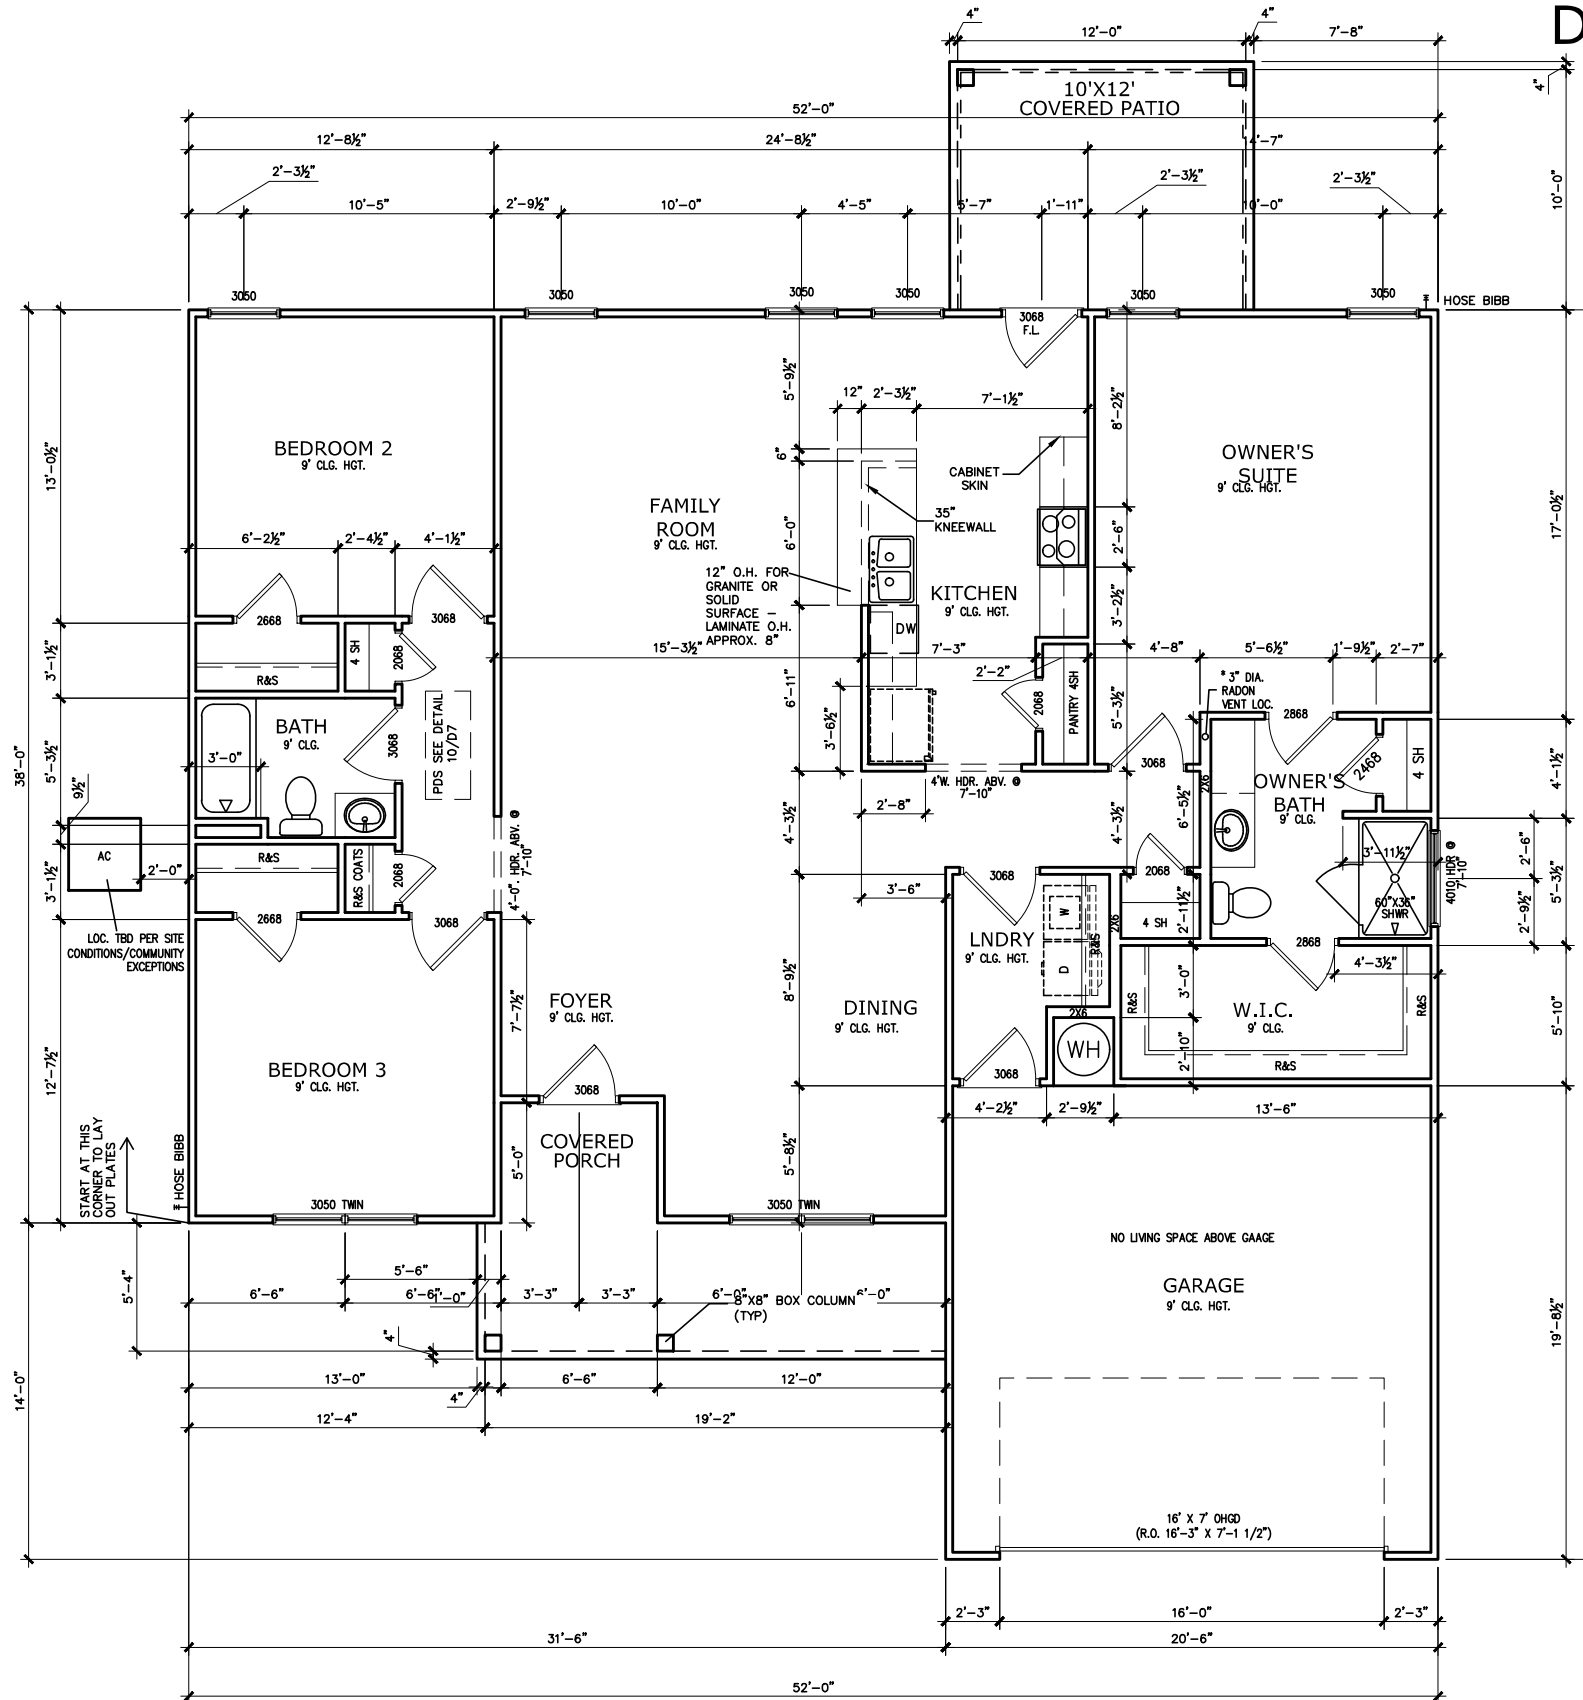 D
4" 12'-0" 4" 7'-8"
4"
10'X12'
COVERED PATIO
52'-0"
12'-8½" 24'-8½" 4'-7"
2'-3½" 2'-3½" 2'-3½"
10'-5" 2'-9½" 10'-0" 4'-5" 5'-7" 1'-11" 10'-0"
10'-0"
3050 3050 3050 3050 3050 3050
HOSE BIBB
3068
F.L.
5'-9½"
12" 2'-3½" 7'-1½"
8'-2½"
13'-0½"
BEDROOM 2
9' CLG. HGT.
6"
CABINET
SKIN
OWNER'S
SUITE
9' CLG. HGT.
FAMILY
ROOM
9' CLG. HGT.
35"
KNEEWALL
17'-0½"
6'-2½" 2'-4½" 4'-1½"
6'-0"
2'-6"
12" O.H. FOR
GRANITE OR
SOLID
SURFACE –
LAMINATE O.H.
APPROX. 8"
KITCHEN
9' CLG. HGT.
3'-2½"
2668 3068
DW
3'-1½"
4 SH
2068
R&S
15'-3½" 7'-3" 4'-8" 5'-6½" 1'-9½" 2'-7"
2'-2"
* 3" DIA.
RADON
VENT LOC.
6'-11"
3'-6½"
2068
PANTRY 4SH
5'-3½"
BATH
9' CLG.
3068
PDS SEE DETAIL
10/D7
2868
3'-0"
5'-3½"
38'-0"
9½"
3068
2X6
2468
4 SH
4'-1½"
4'W. HDR. ABV. @
7'-10"
OWNER'S
BATH
9' CLG.
2'-8"
6'-5½"
4'-3½" 4'-3½"
AC
2'-0"
R&S
R&S COATS
2068
4'-0". HDR. ABV. @
7'-10"
3'-11½"
4010 HDR @
7'-10"
2'-6"
5'-3½"
3'-1½"
3068 2068
3'-6"
60"X36"
SHWR
2'-9½"
2668 3068
W
R&S
2X6
4 SH
2'-11½"
LOC. TBD PER SITE
CONDITIONS/COMMUNITY
EXCEPTIONS
LNDRY
9' CLG. HGT.
2868
4'-3½"
D
7'-7½"
8'-9½"
3'-0"
FOYER
9' CLG. HGT.
DINING
9' CLG. HGT.
2X6
R&S
W.I.C.
9' CLG.
R&S
5'-10"
12'-7½"
WH
2'-10"
R&S
BEDROOM 3
9' CLG. HGT.
3068 3068
4'-2½" 2'-9½" 13'-6"
START AT THIS
CORNER TO LAY
OUT PLATES
HOSE BIBB
COVERED
PORCH
5'-0"
5'-8½"
3050 TWIN 3050 TWIN
NO LIVING SPACE ABOVE GAAGE
5'-4"
5'-6"
GARAGE
9' CLG. HGT.
6'-6" 6'-6" 1'-0" 3'-3" 3'-3" 6'-0" 6'-0"
8"X8" BOX COLUMN
(TYP)
4"
19'-8½"
14'-0"
13'-0" 6'-6" 12'-0"
4"
12'-4" 19'-2"
16' X 7' OHGD
(R.O. 16'-3" X 7'-1 1/2")
2'-3" 16'-0" 2'-3"
31'-6" 20'-6"
52'-0"